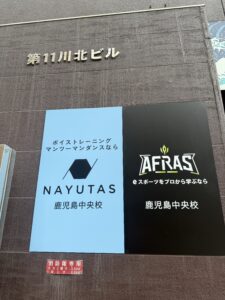 第11川北ビル
ボイストレーニング
マンツーマンダンスなら
NAYUTAS
鹿児島中央校
AFRAS
eスポーツをプロから学ぶなら
鹿児島中央校